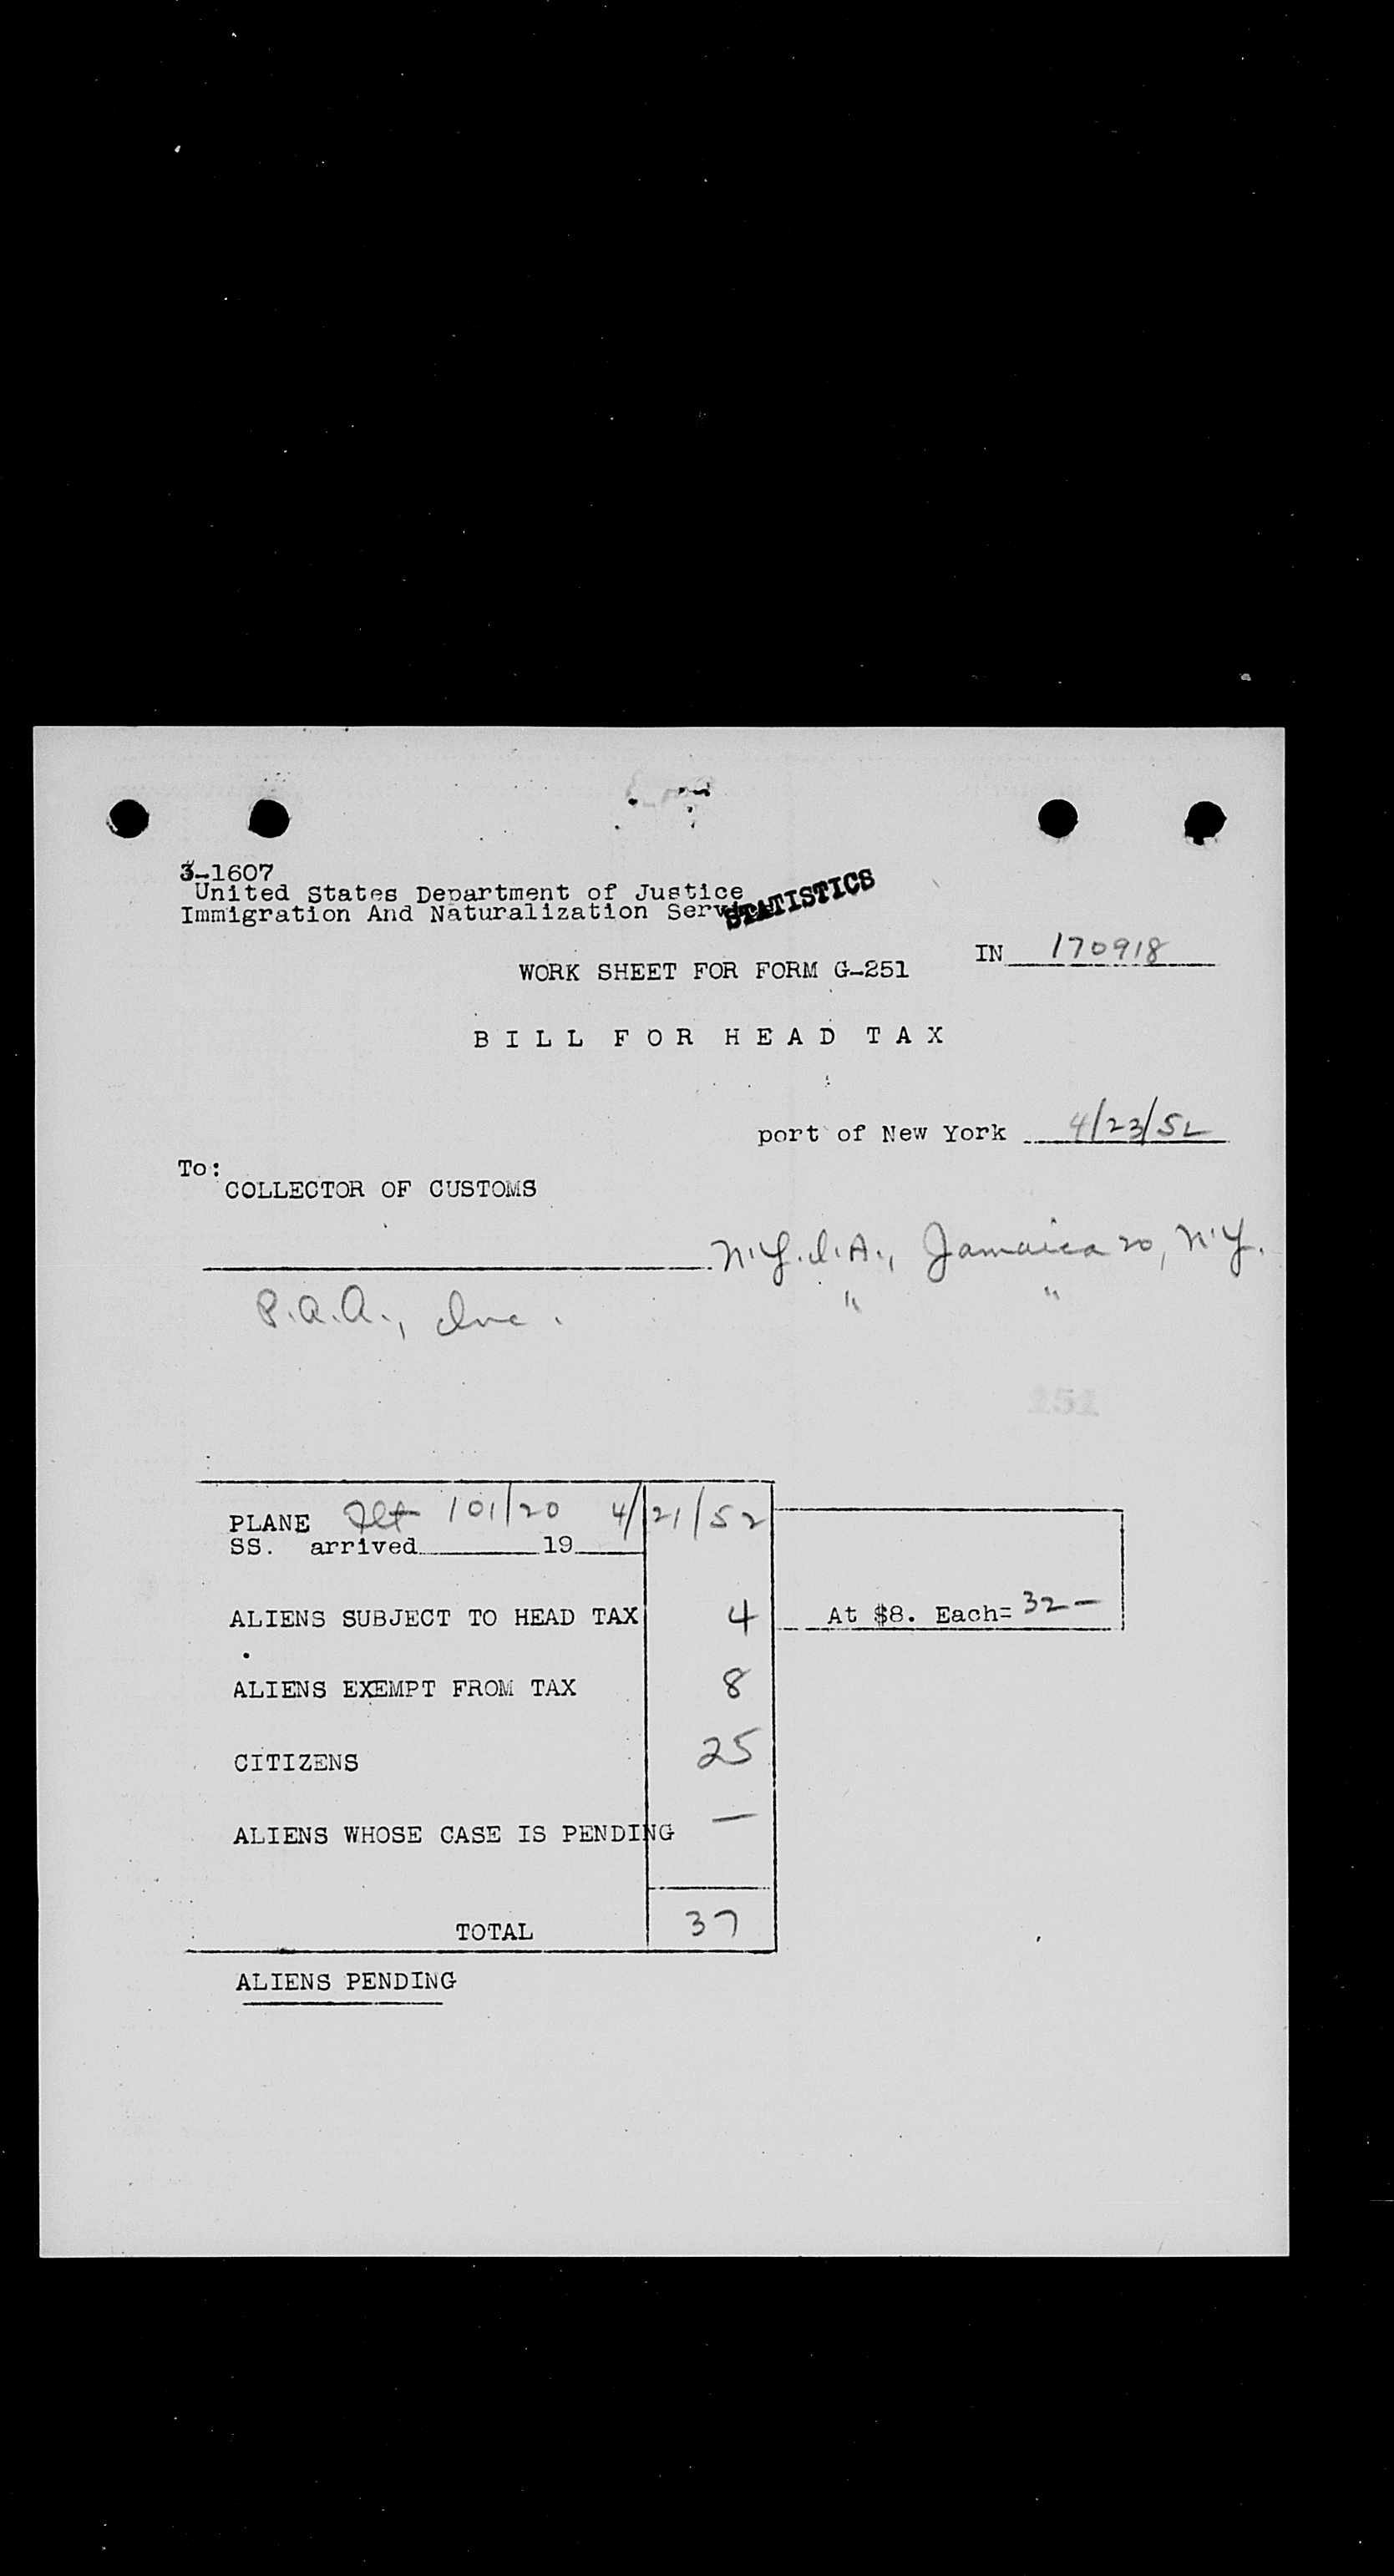 3-1607
United States Department of Justice
Immigration And Naturalization Service
STATISTICS
IN 170918
WORK SHEET FOR FORM G-251
BILL FOR HEAD TAX
port of New York 4/23/52
To:
COLLECTOR OF CUSTOMS
N.Y.I.A., Jamaica 20, N.Y.
P.A.A., Inc. " "
151
PLANE Flt 101/20 4/21/52
SS. arrived 19
ALIENS SUBJECT TO HEAD TAX 4 At $8. Each= 32-
ALIENS EXEMPT FROM TAX 8
CITIZENS 25
ALIENS WHOSE CASE IS PENDING —
TOTAL 37
ALIENS PENDING